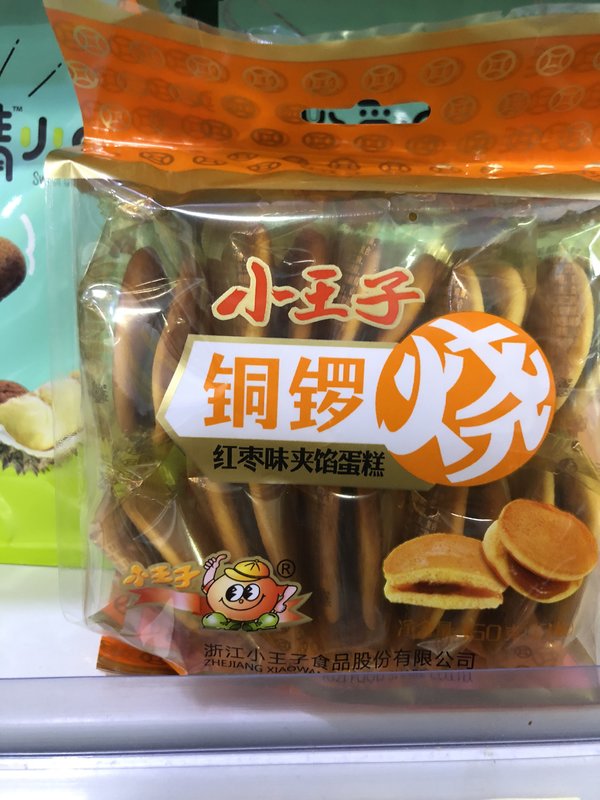 小王子
铜锣烧
红枣味夹馅蛋糕
小王子
®
浙江小王子食品股份有限公司